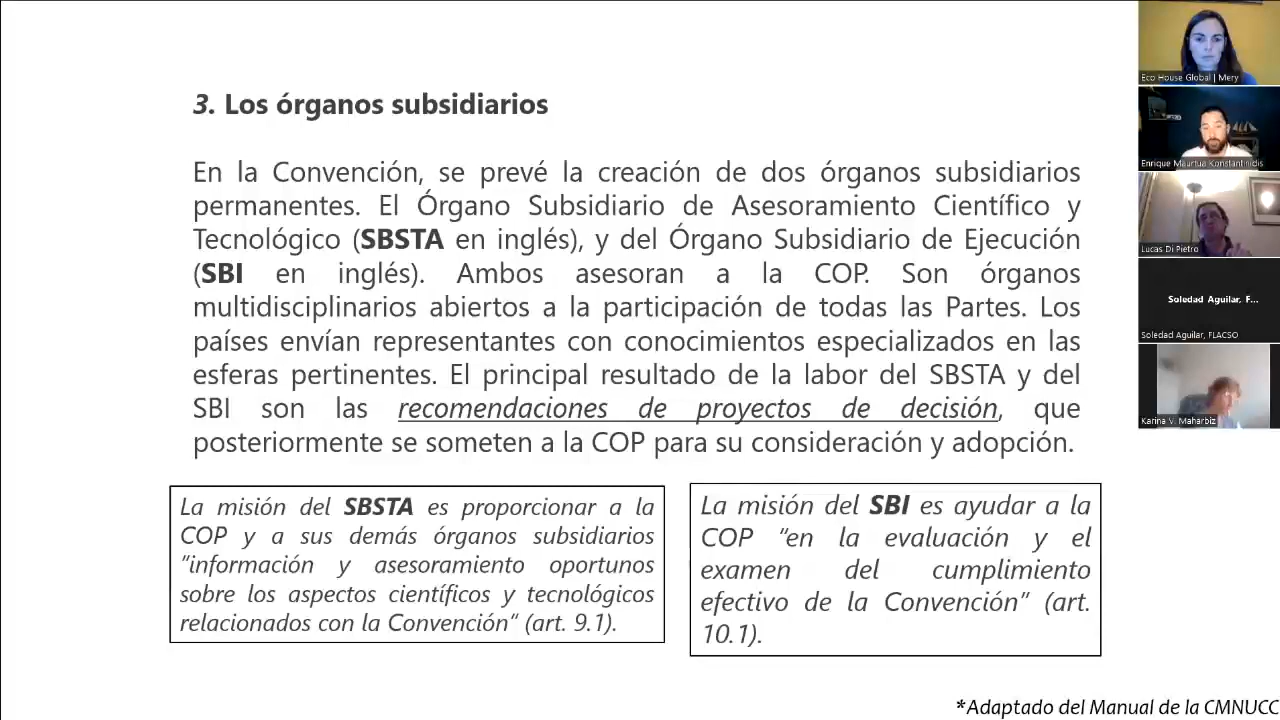 3. Los órganos subsidiarios
En la Convención, se prevé la creación de dos órganos subsidiarios
permanentes. El Órgano Subsidiario de Asesoramiento Científico y
Tecnológico (SBSTA en inglés), y del Órgano Subsidiario de Ejecución
(SBI en inglés). Ambos asesoran a la COP. Son órganos
multidisciplinarios abiertos a la participación de todas las Partes. Los
países envían representantes con conocimientos especializados en las
esferas pertinentes. El principal resultado de la labor del SBSTA y del
SBI son las recomendaciones de proyectos de decisión, que
posteriormente se someten a la COP para su consideración y adopción.
La misión del SBSTA es proporcionar a la
COP y a sus demás órganos subsidiarios
"información y asesoramiento oportunos
sobre los aspectos científicos y tecnológicos
relacionados con la Convención" (art. 9.1).
La misión del SBI es ayudar a la
COP "en la evaluación y el
examen del cumplimiento
efectivo de la Convención" (art.
10.1).
*Adaptado del Manual de la CMNUCC
Eco House Global | Mery
Enrique Maurtua Konstantinidis
Lucas Di Pietro
Soledad Aguilar, F...
Soledad Aguilar, FLACSO
Karina V. Maharbiz